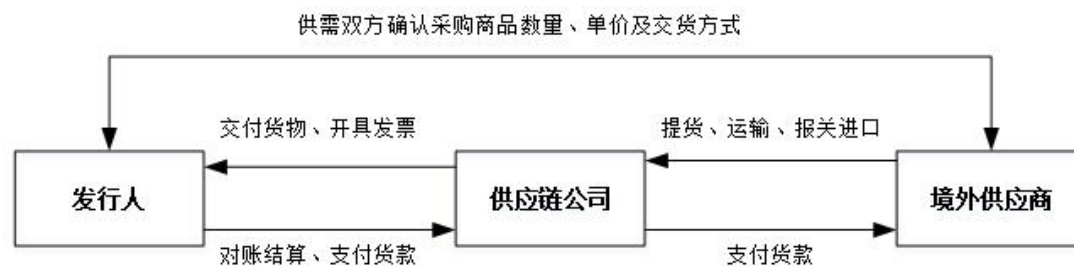 供需双方确认采购商品数量、单价及交货方式
交付货物、开具发票
提货、运输、报关进口
发行人
供应链公司
境外供应商
对账结算、支付货款
支付货款